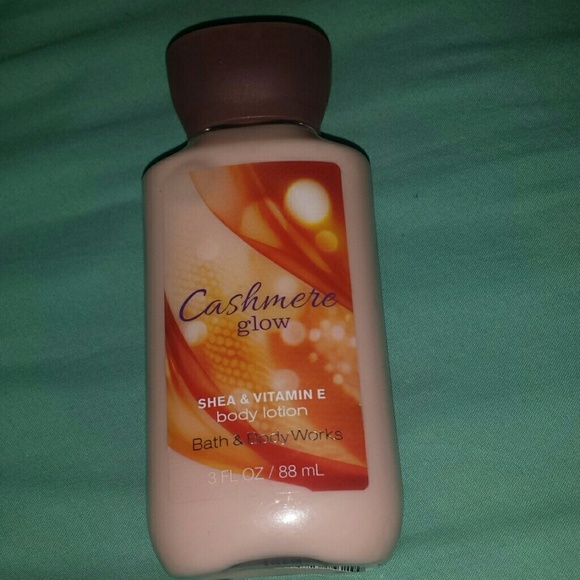 Cashmere
glow
SHEA & VITAMIN E
body lotion
Bath & Body Works
3 FL OZ / 88 mL